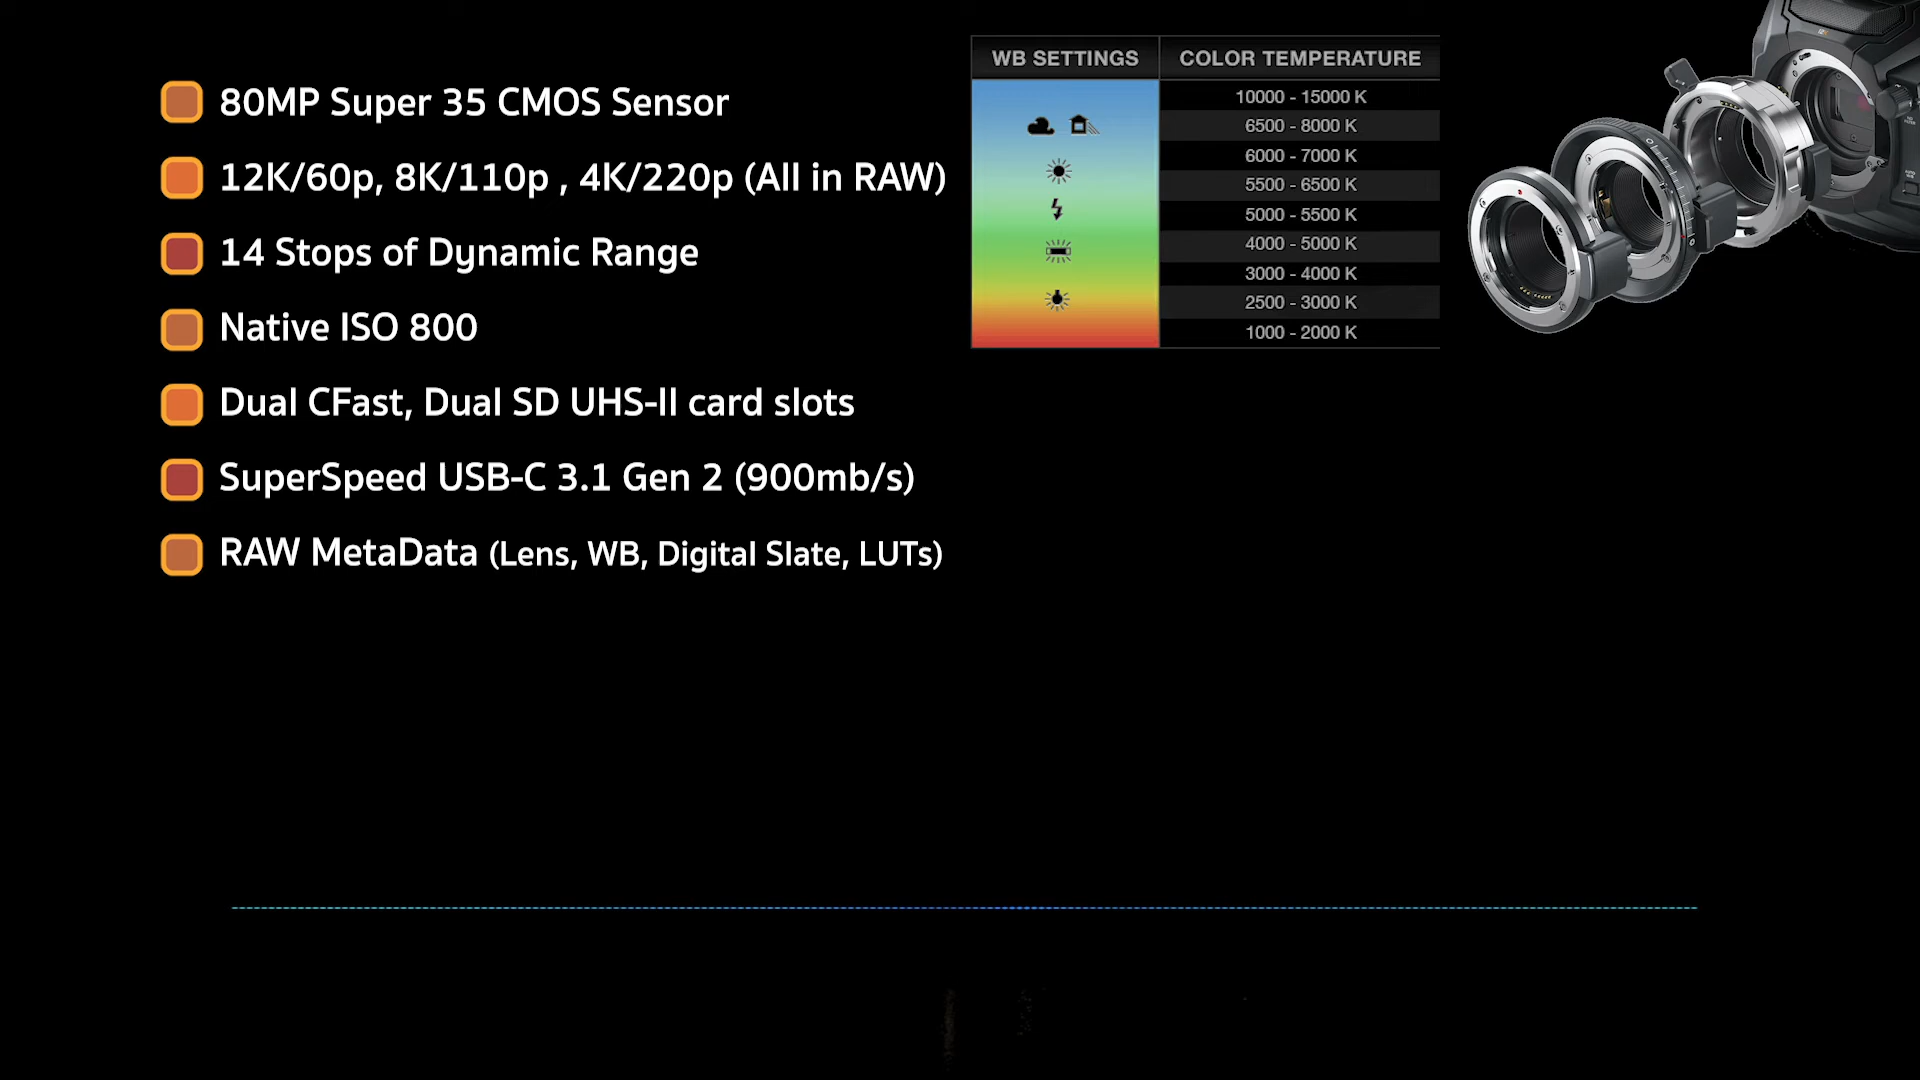 80MP Super 35 CMOS Sensor
12K/60p, 8K/110p , 4K/220p (All in RAW)
14 Stops of Dynamic Range
Native ISO 800
Dual CFast, Dual SD UHS-II card slots
SuperSpeed USB-C 3.1 Gen 2 (900mb/s)
RAW MetaData (Lens, WB, Digital Slate, LUTs)
WB SETTINGS COLOR TEMPERATURE
10000 - 15000 K
6500 - 8000 K
6000 - 7000 K
5500 - 6500 K
5000 - 5500 K
4000 - 5000 K
3000 - 4000 K
2500 - 3000 K
1000 - 2000 K